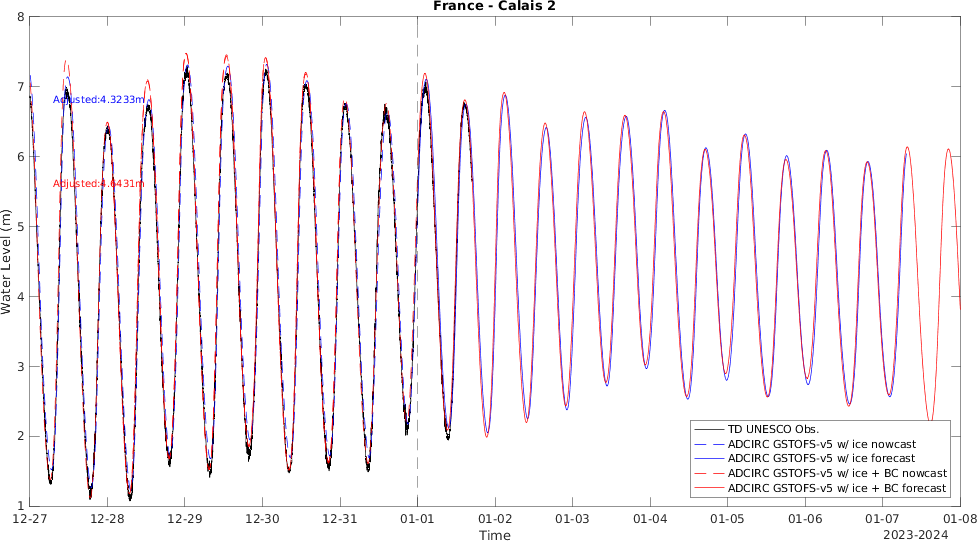 France - Calais 2
8
7
6
5
4
3
2
1
Water Level (m)
Adjusted:4.3233m
Adjusted:4.6431m
TD UNESCO Obs.
ADCIRC GSTOFS-v5 w/ ice nowcast
ADCIRC GSTOFS-v5 w/ ice forecast
ADCIRC GSTOFS-v5 w/ ice + BC nowcast
ADCIRC GSTOFS-v5 w/ ice + BC forecast
12-27 12-28 12-29 12-30 12-31 01-01 01-02 01-03 01-04 01-05 01-06 01-07 01-08
Time
2023-2024